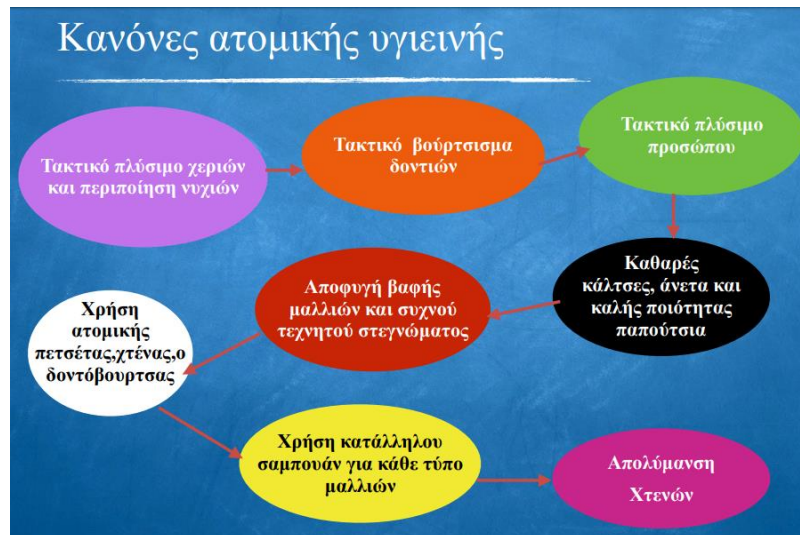 Κανόνες ατομικής υγιεινής
Τακτικό πλύσιμο χεριών
και περιποίηση νυχιών
Τακτικό βούρτσισμα
δοντιών
Τακτικό πλύσιμο
προσώπου
Καθαρές
κάλτσες, άνετα και
καλής ποιότητας
παπούτσια
Αποφυγή βαφής
μαλλιών και συχνού
τεχνητού στεγνώματος
Χρήση
ατομικής
πετσέτας,χτένας,ο
δοντόβουρτσας
Χρήση κατάλληλου
σαμπουάν για κάθε τύπο
μαλλιών
Απολύμανση
Χτενών